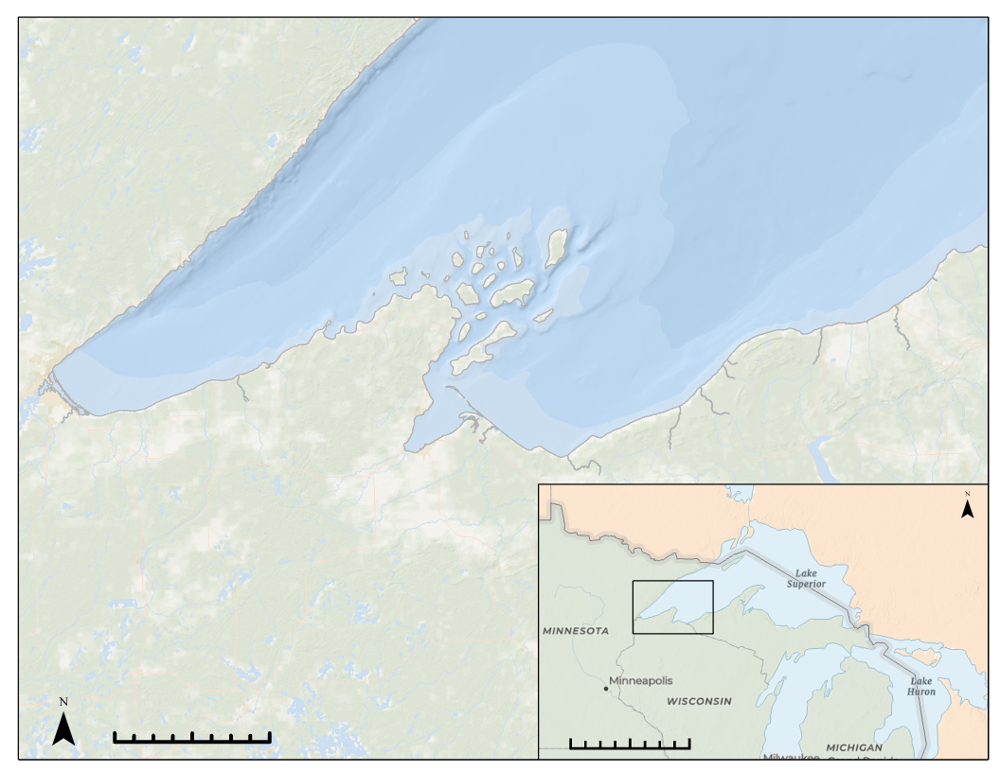 N
Lake
Superior
MINNESOTA
Minneapolis
WISCONSIN
Lake
Huron
MICHIGAN
N